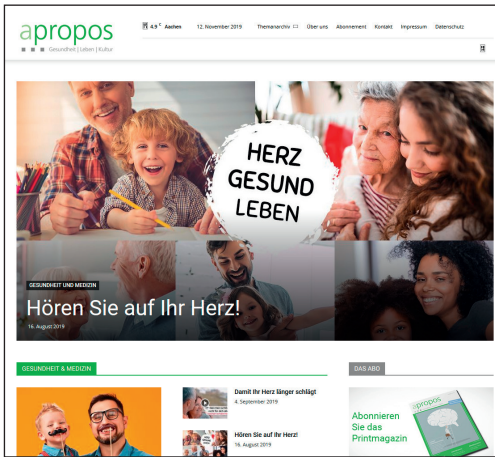 apropos
Gesundheit | Leben | Kultur
4.9 C Aachen
12. November 2019
Themanarchiv
Über uns
Abonnement
Kontakt
Impressum
Datenschutz
HERZ
GESUND
LEBEN
GESUNDHEIT UND MEDIZIN
Hören Sie auf Ihr Herz!
16. August 2019
GESUNDHEIT & MEDIZIN
DAS ABO
Damit Ihr Herz länger schlägt
4. September 2019
Hören Sie auf Ihr Herz!
16. August 2019
Abonnieren
Sie das
Printmagazin
apropos